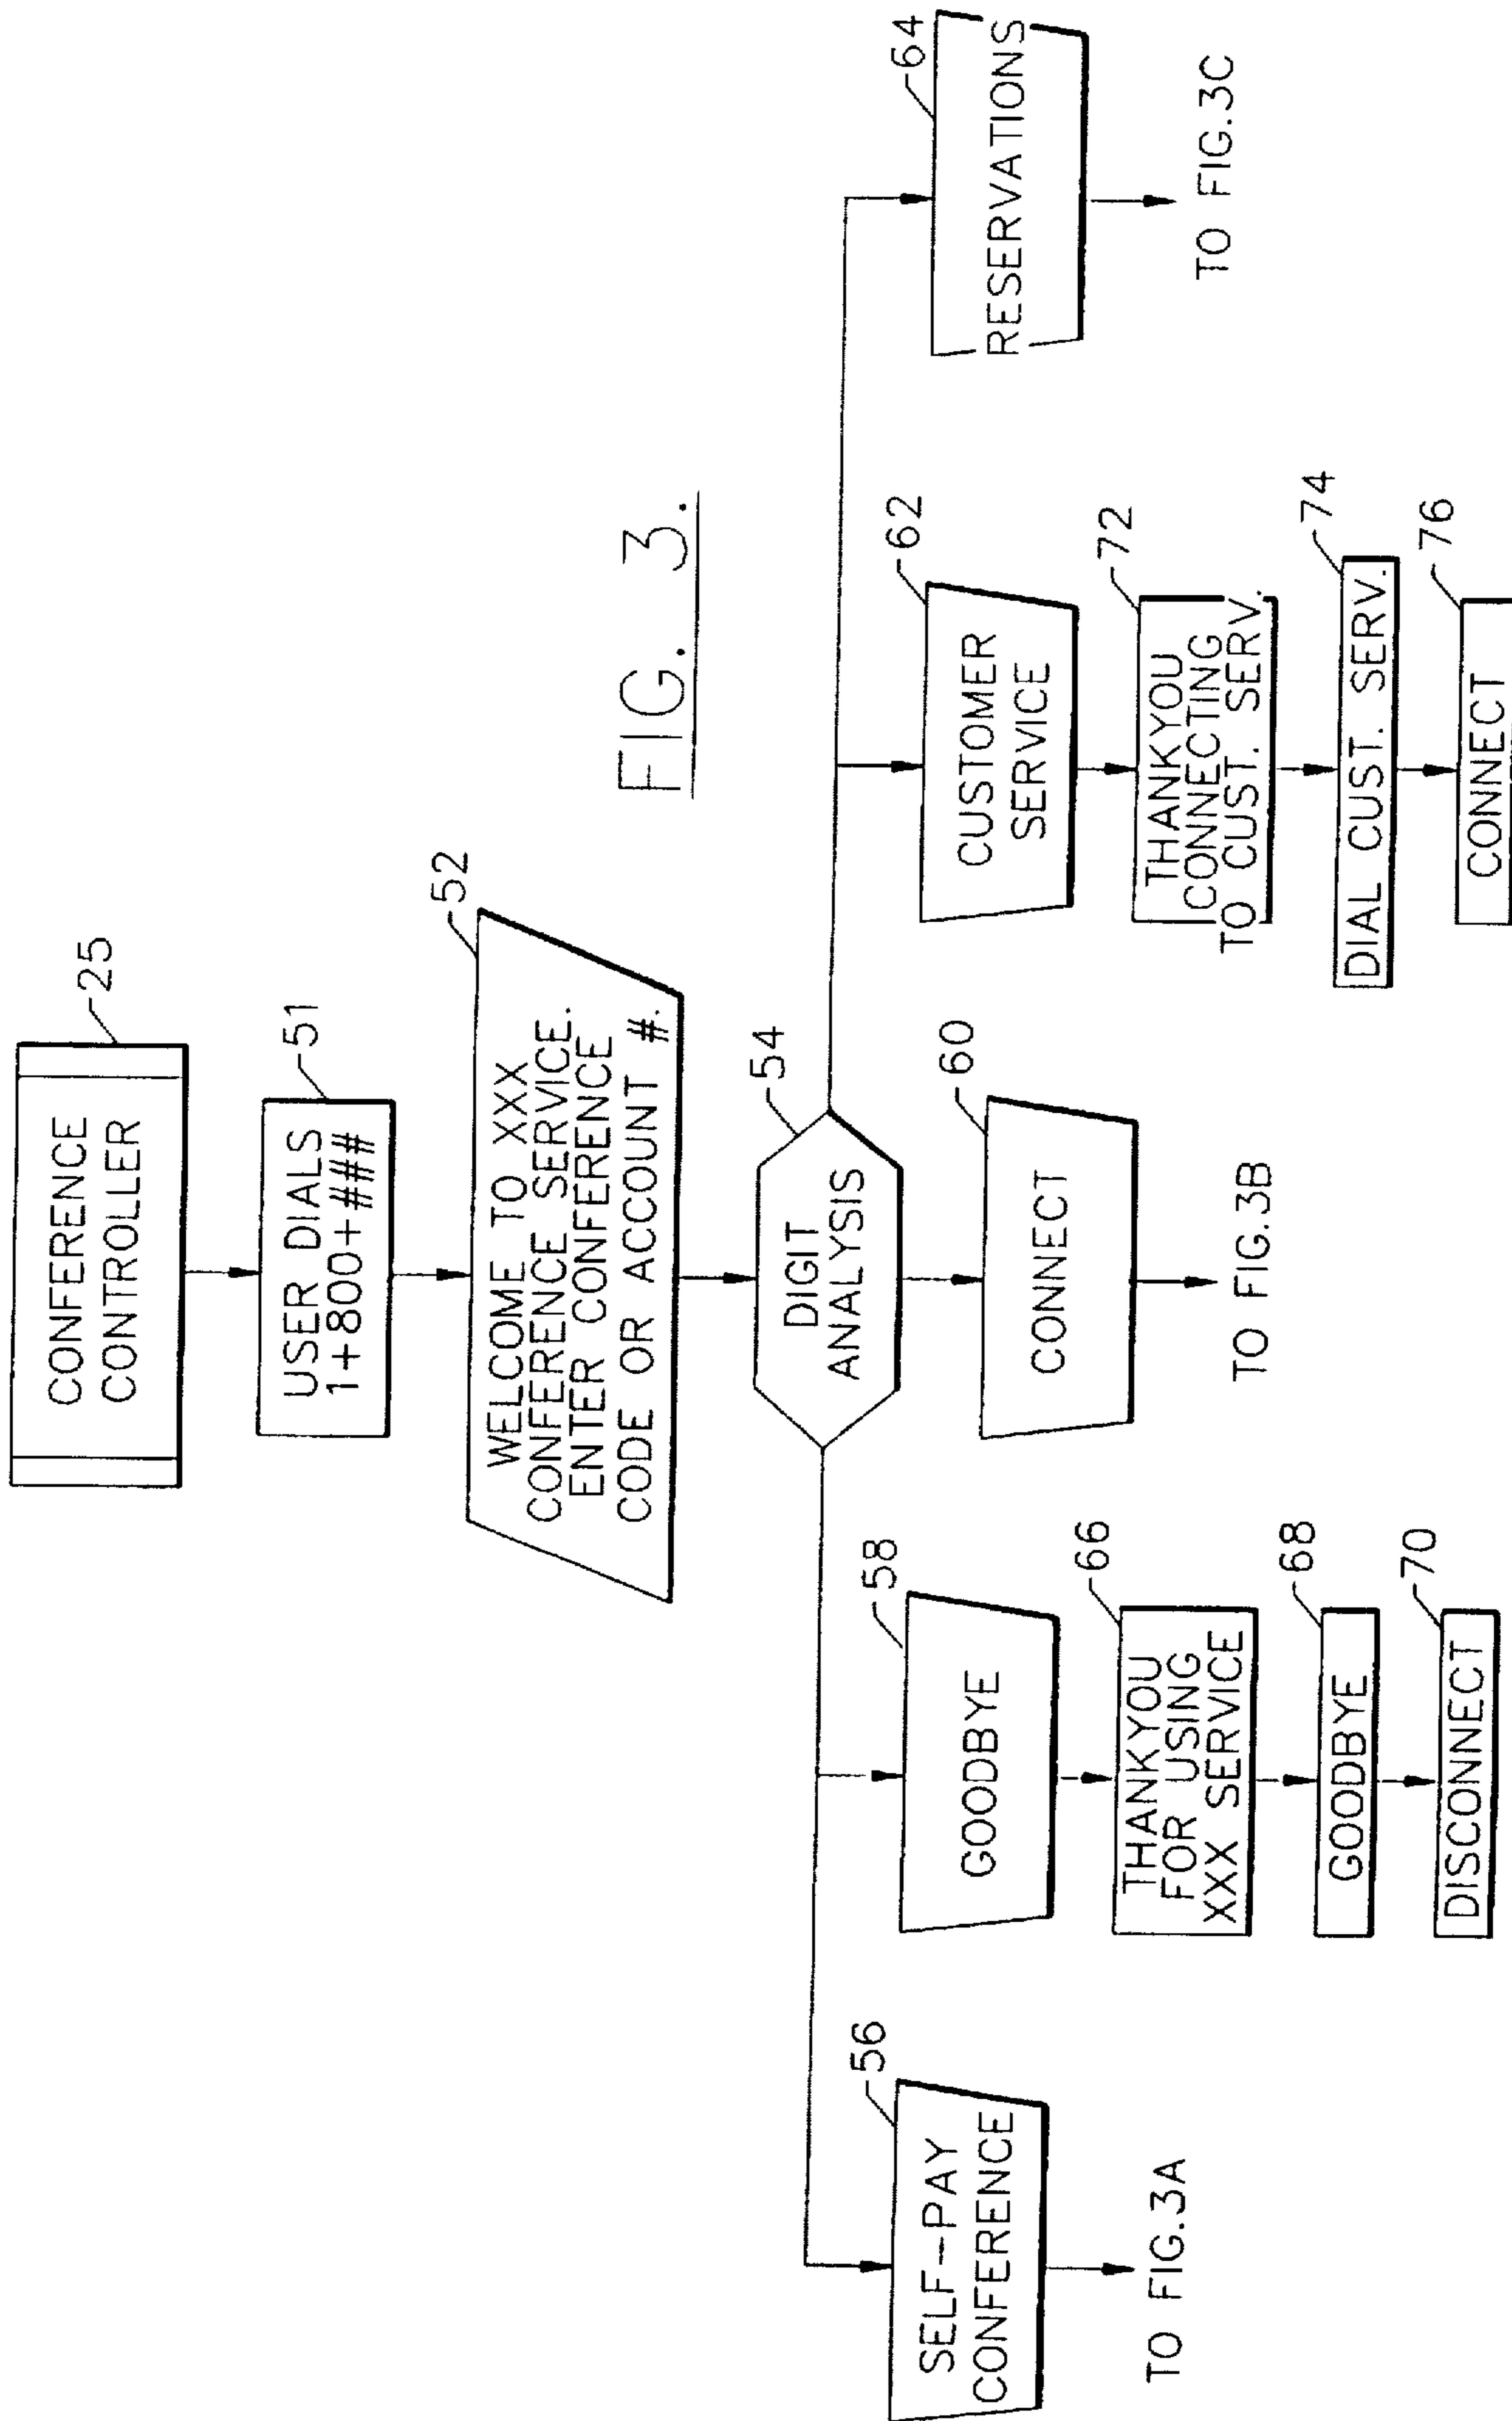 CONFERENCE
CONTROLLER
25
USER DIALS
1+800+###
51
WELCOME TO XXX
CONFERENCE SERVICE.
ENTER CONFERENCE
CODE OR ACCOUNT #.
52
FIG. 3.
DIGIT
ANALYSIS
54
SELF-PAY
CONFERENCE
56
TO FIG.3A
GOODBYE
58
THANKYOU
FOR USING
XXX SERVICE
66
GOODBYE
68
DISCONNECT
70
CONNECT
60
TO FIG.3B
CUSTOMER
SERVICE
62
THANKYOU
CONNECTING
TO CUST. SERV.
72
DIAL CUST. SERV.
74
CONNECT
76
RESERVATIONS
64
TO FIG.3C